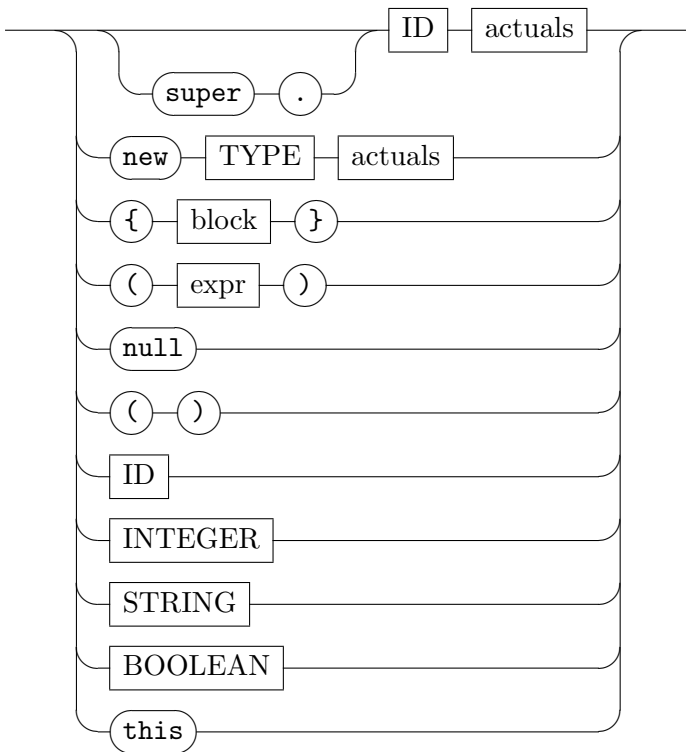 ID actuals
super .
new TYPE actuals
{ block }
( expr )
null
( )
ID
INTEGER
STRING
BOOLEAN
this